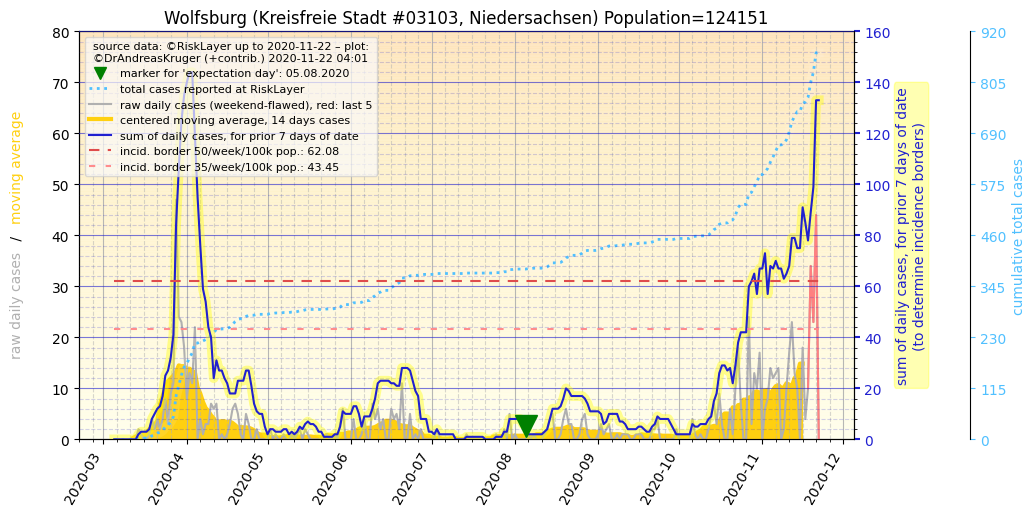 Wolfsburg (Kreisfreie Stadt #03103, Niedersachsen) Population=124151
source data: ©RiskLayer up to 2020-11-22 – plot:
©DrAndreasKruger (+contrib.) 2020-11-22 04:01
marker for 'expectation day': 05.08.2020
total cases reported at RiskLayer
raw daily cases (weekend-flawed), red: last 5
centered moving average, 14 days cases
sum of daily cases, for prior 7 days of date
incid. border 50/week/100k pop.: 62.08
incid. border 35/week/100k pop.: 43.45
raw daily cases / moving average
80
70
60
50
40
30
20
10
0
160
140
120
100
80
60
40
20
0
sum of daily cases, for prior 7 days of date
(to determine incidence borders)
920
805
690
575
460
345
230
115
0
cumulative total cases
2020-03
2020-04
2020-05
2020-06
2020-07
2020-08
2020-09
2020-10
2020-11
2020-12